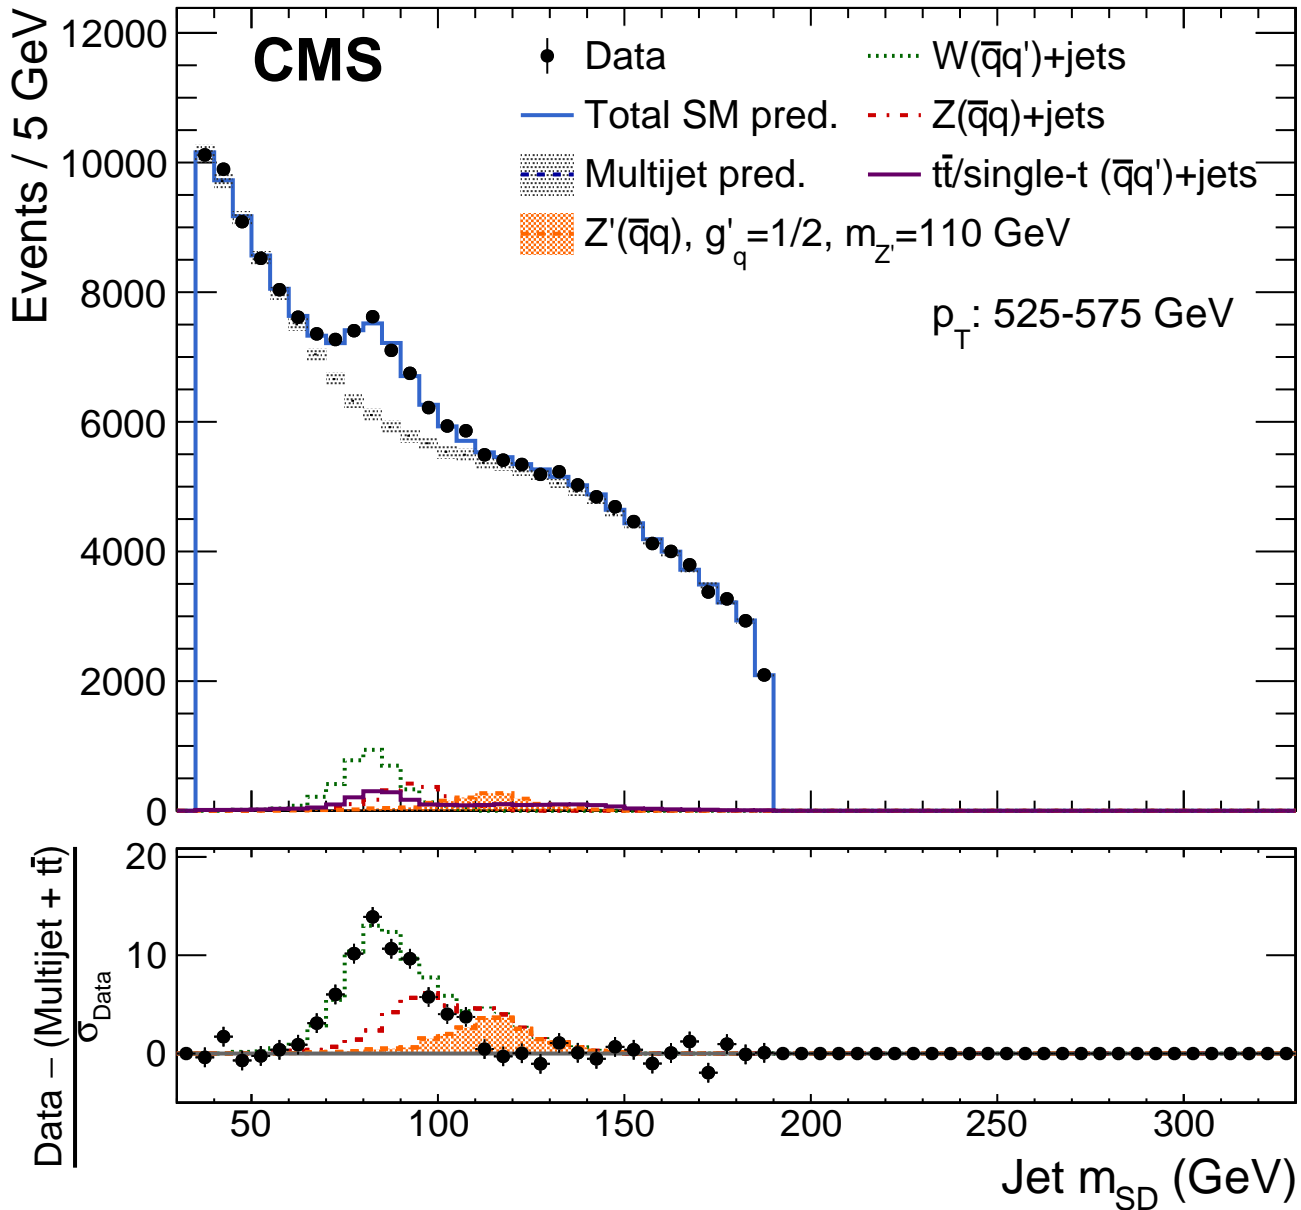 CMS
Data
Total SM pred.
Multijet pred.
Z'(q̅q), g'q=1/2, mZ'=110 GeV
W(q̅q')+jets
Z(q̅q)+jets
tt̅/single-t (q̅q')+jets
pT: 525-575 GeV
Events / 5 GeV
12000
10000
8000
6000
4000
2000
0
Data − (Multijet + tt̅)
σData
20
10
0
50 100 150 200 250 300
Jet mSD (GeV)